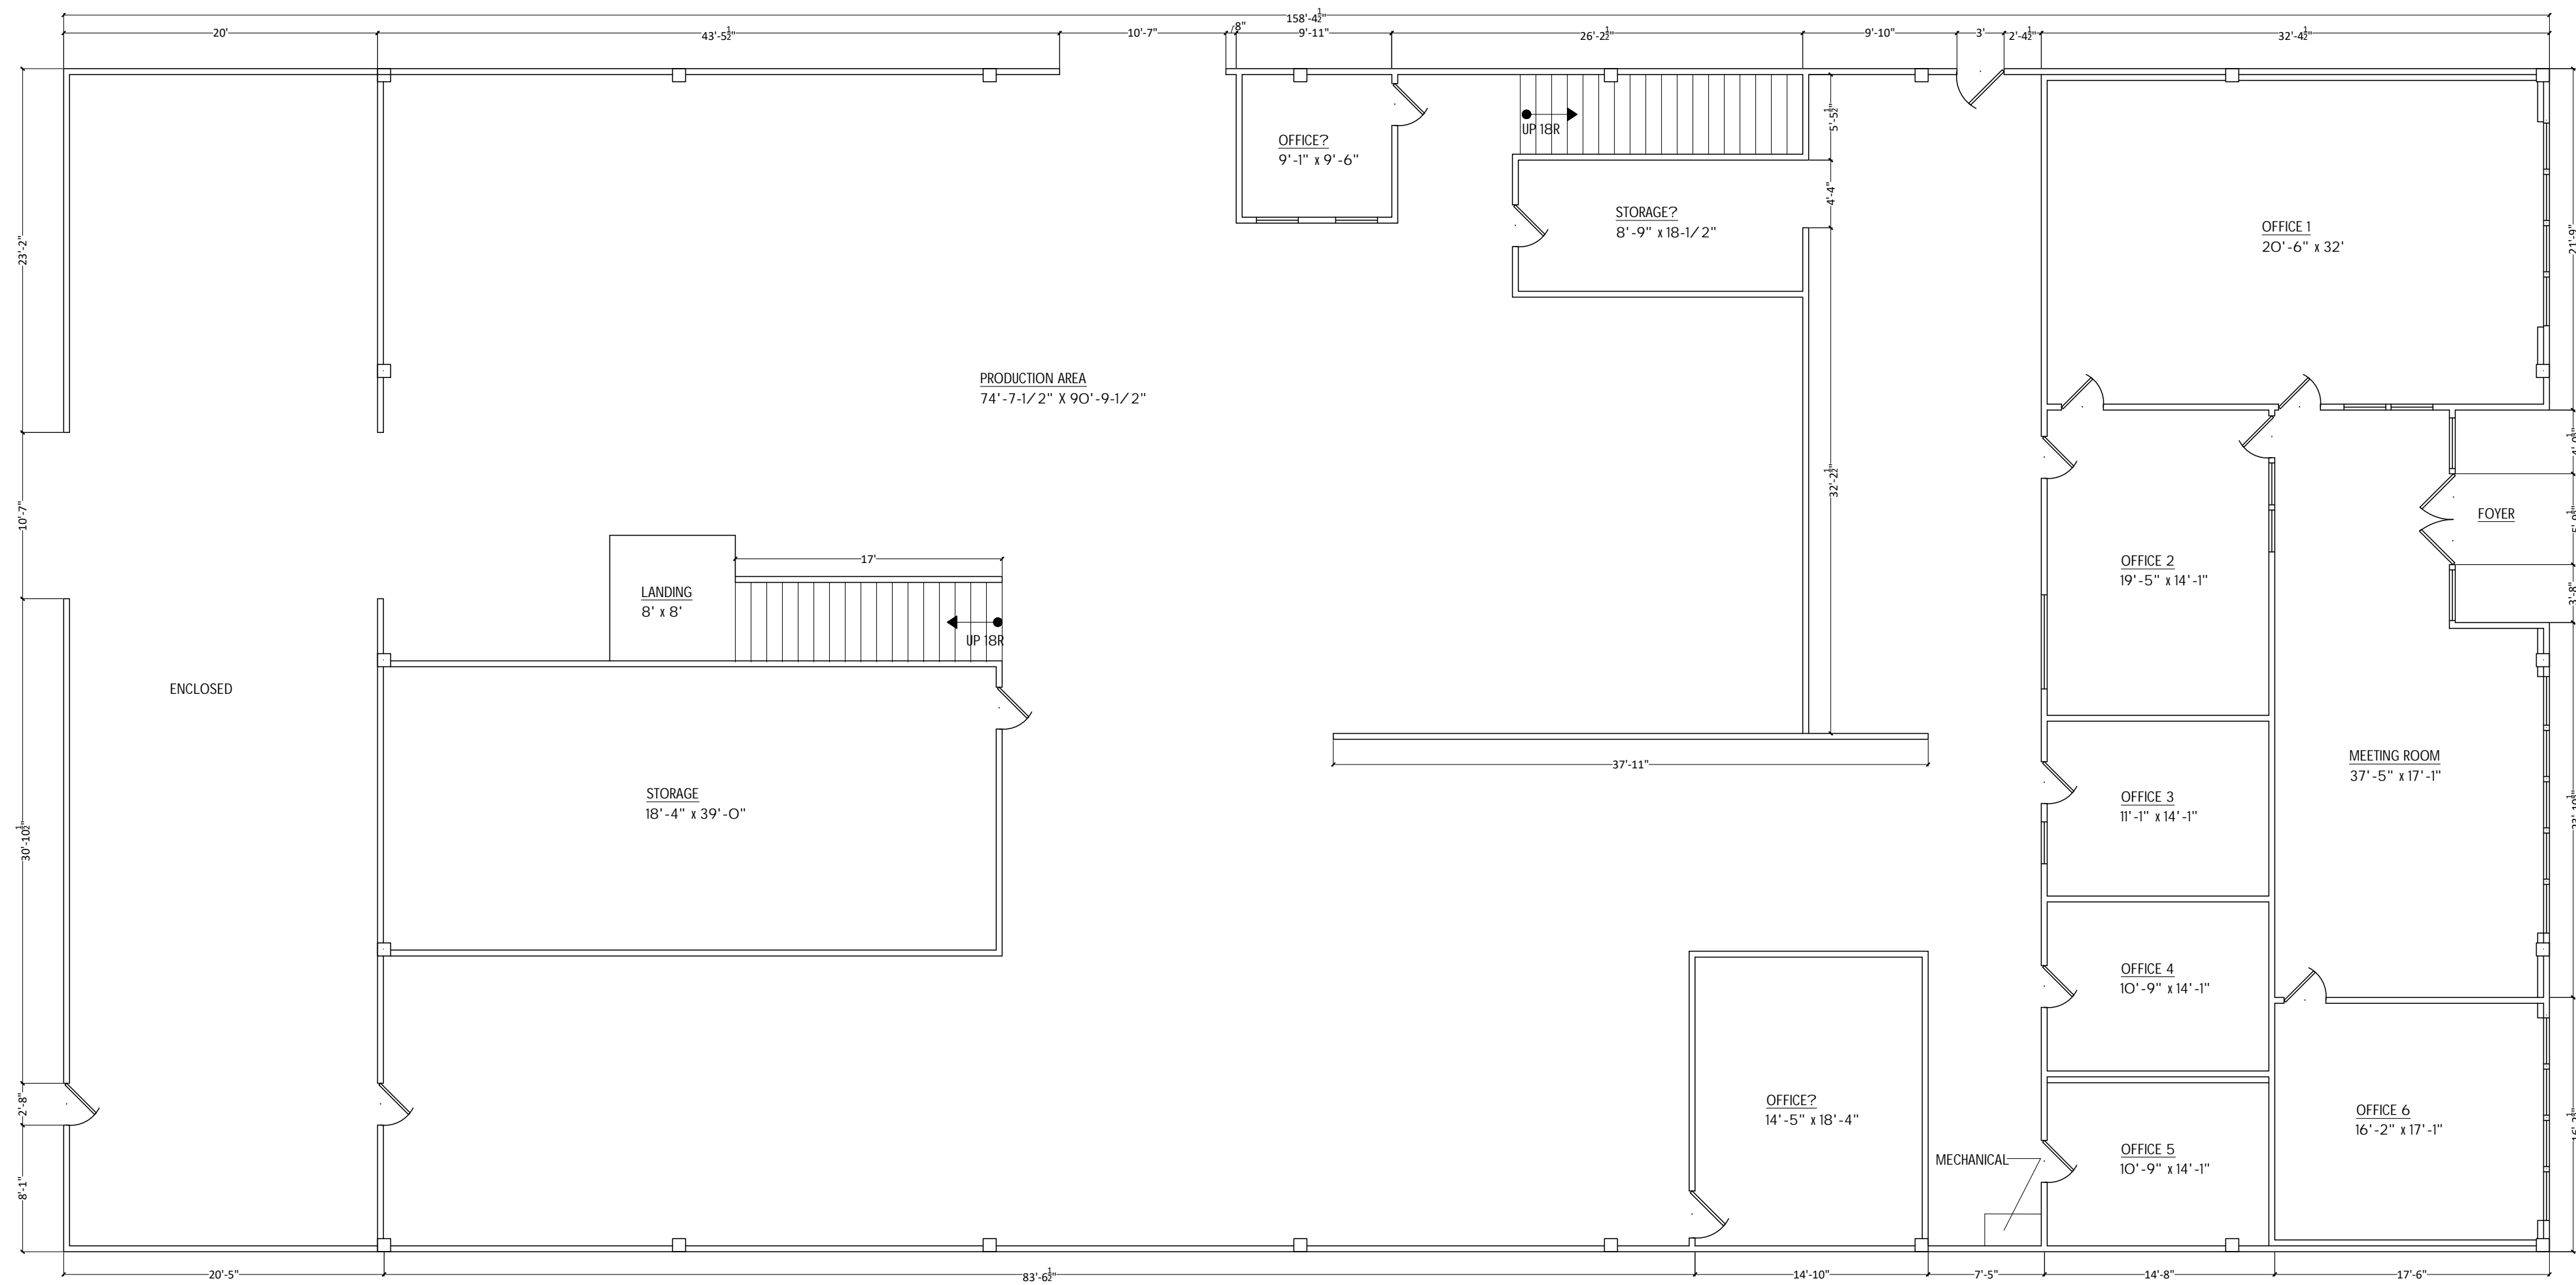 158'-4½"
20'
43'-5½"
10'-7"
8"
9'-11"
26'-2½"
9'-10"
3'
2'-4½"
32'-4½"
23'-2"
10'-7"
30'-10½"
2'-8"
8'-1"
OFFICE?
9'-1" x 9'-6"
UP 18R
5'-5½"
4'-4"
32'-2½"
STORAGE?
8'-9" x 18-1/2"
OFFICE 1
20'-6" x 32'
21'-9"
PRODUCTION AREA
74'-7-1/2" X 90'-9-1/2"
FOYER
3'-8"
17'
LANDING
8' x 8'
UP 18R
OFFICE 2
19'-5" x 14'-1"
ENCLOSED
37'-11"
MEETING ROOM
37'-5" x 17'-1"
STORAGE
18'-4" x 39'-0"
OFFICE 3
11'-1" x 14'-1"
OFFICE 4
10'-9" x 14'-1"
OFFICE?
14'-5" x 18'-4"
OFFICE 6
16'-2" x 17'-1"
MECHANICAL
OFFICE 5
10'-9" x 14'-1"
20'-5"
83'-6½"
14'-10"
7'-5"
14'-8"
17'-6"